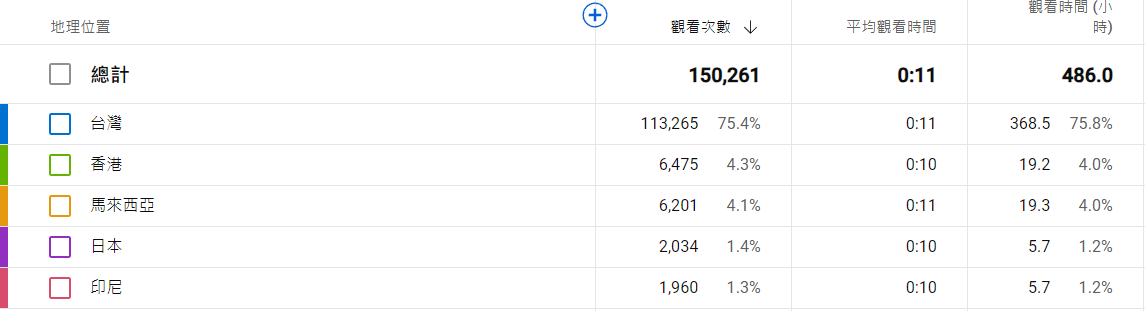 地理位置 觀看次數 ↓ 平均觀看時間 觀看時間 (小
時)
總計 150,261 0:11 486.0
台灣 113,265 75.4% 0:11 368.5 75.8%
香港 6,475 4.3% 0:10 19.2 4.0%
馬來西亞 6,201 4.1% 0:11 19.3 4.0%
日本 2,034 1.4% 0:10 5.7 1.2%
印尼 1,960 1.3% 0:10 5.7 1.2%